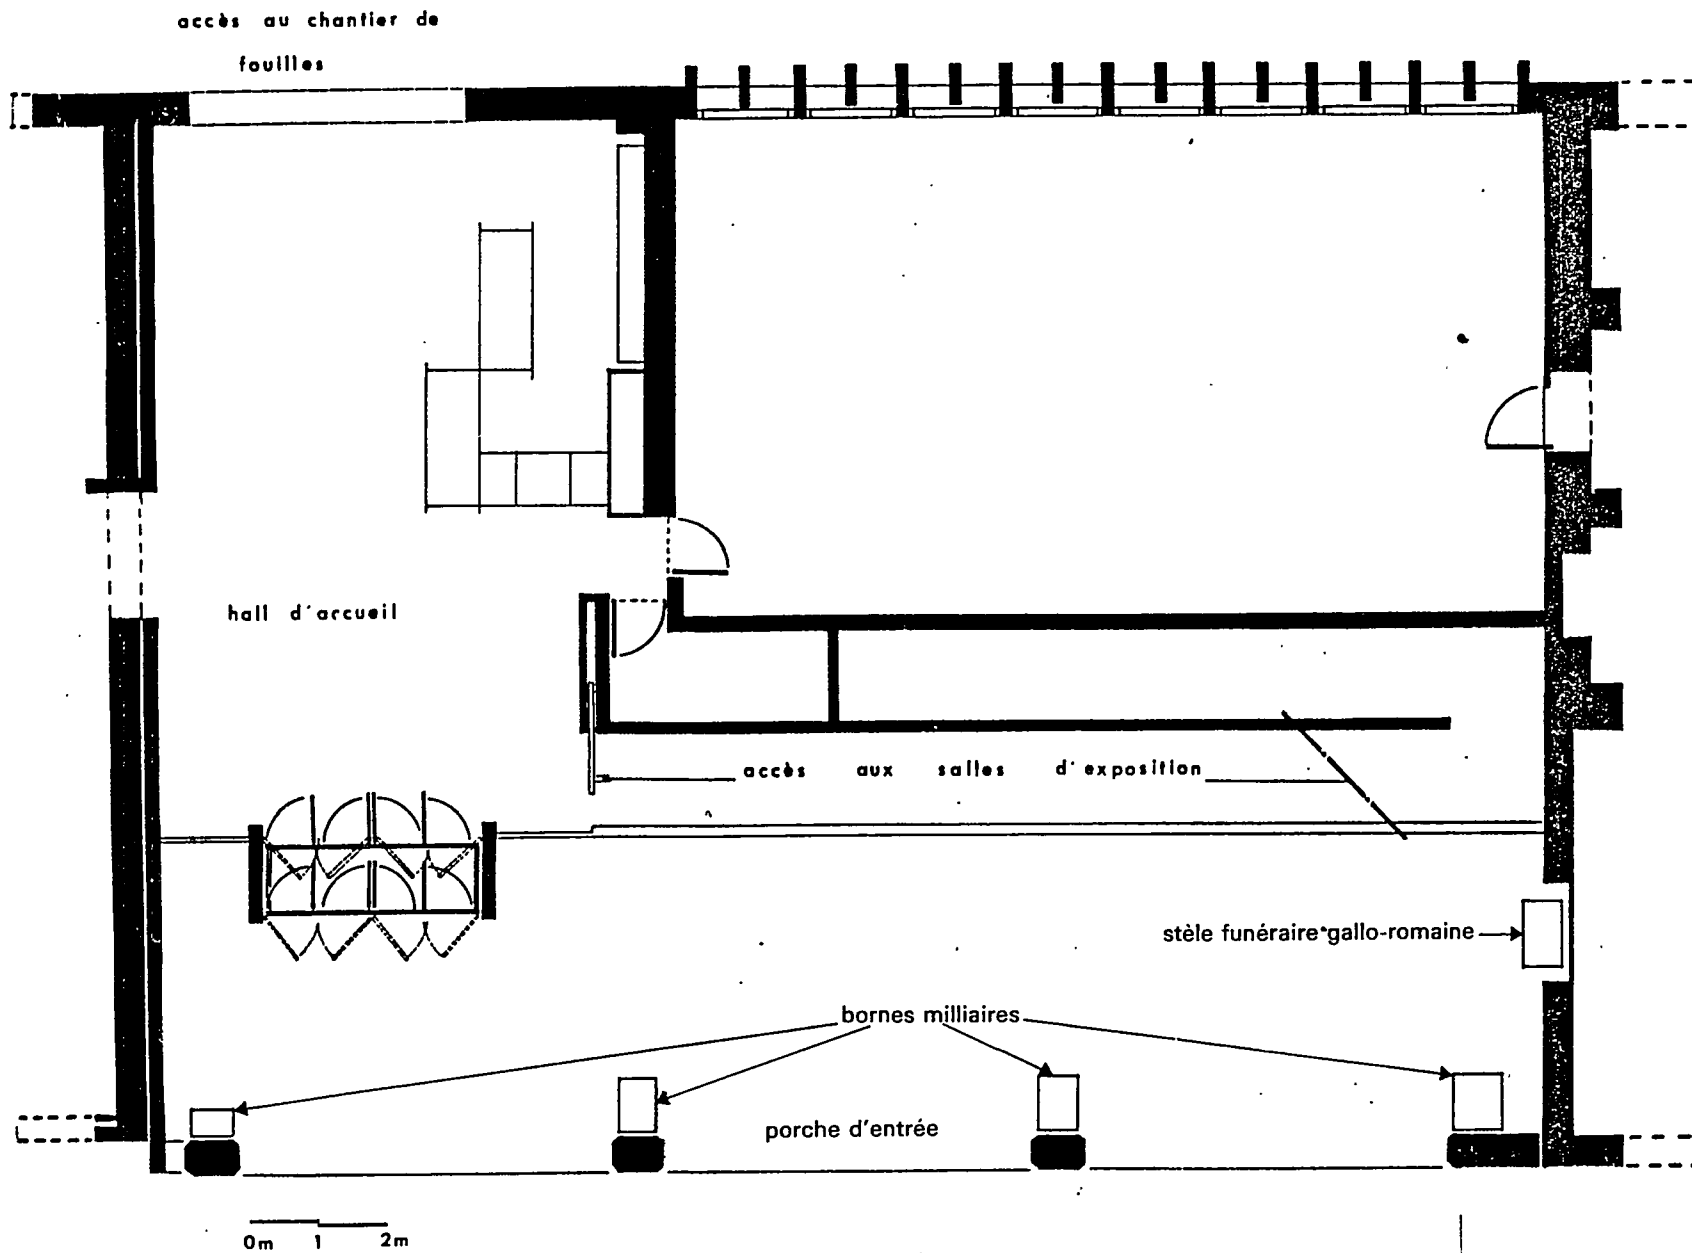 accès au chantier de
fouilles
hall d'accueil
accès aux salles d'exposition
stèle funéraire gallo-romaine
bornes milliaires
porche d'entrée
0m 1 2m